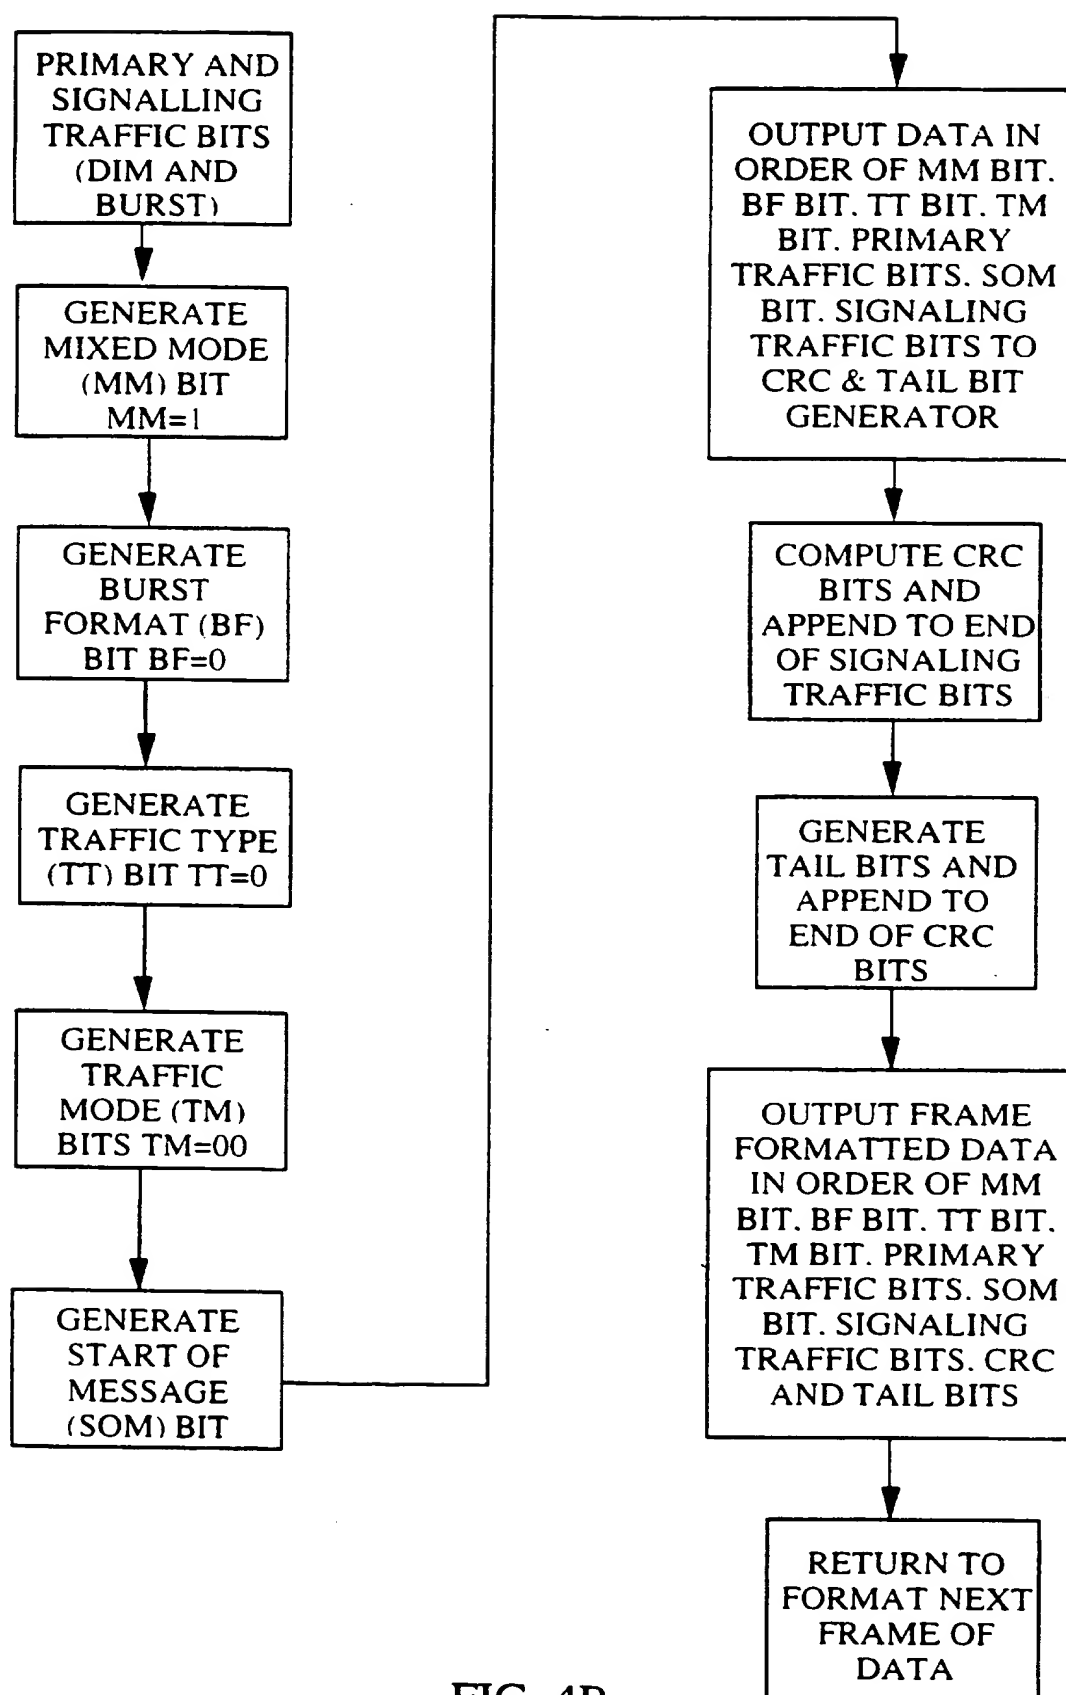 PRIMARY AND
SIGNALLING
TRAFFIC BITS
(DIM AND
BURST)
GENERATE
MIXED MODE
(MM) BIT
MM=1
GENERATE
BURST
FORMAT (BF)
BIT BF=0
GENERATE
TRAFFIC TYPE
(TT) BIT TT=0
GENERATE
TRAFFIC
MODE (TM)
BITS TM=00
GENERATE
START OF
MESSAGE
(SOM) BIT
OUTPUT DATA IN
ORDER OF MM BIT.
BF BIT. TT BIT. TM
BIT. PRIMARY
TRAFFIC BITS. SOM
BIT. SIGNALING
TRAFFIC BITS TO
CRC & TAIL BIT
GENERATOR
COMPUTE CRC
BITS AND
APPEND TO END
OF SIGNALING
TRAFFIC BITS
GENERATE
TAIL BITS AND
APPEND TO
END OF CRC
BITS
OUTPUT FRAME
FORMATTED DATA
IN ORDER OF MM
BIT. BF BIT. TT BIT.
TM BIT. PRIMARY
TRAFFIC BITS. SOM
BIT. SIGNALING
TRAFFIC BITS. CRC
AND TAIL BITS
RETURN TO
FORMAT NEXT
FRAME OF
DATA
FIG.